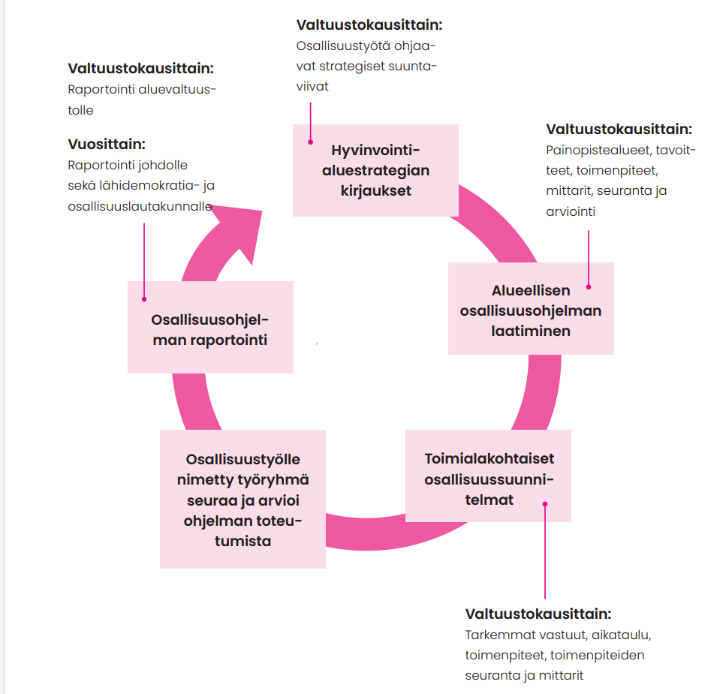 Valtuustokausittain:
Osallisuustyötä ohjaa-
vat strategiset suunta-
viivat
Valtuustokausittain:
Raportointi aluevaltuus-
tolle
Vuosittain:
Raportointi johdolle
sekä lähidemokratia- ja
osallisuuslautakunnalle
Valtuustokausittain:
Painopistealueet, tavoit-
teet, toimenpiteet,
mittarit, seuranta ja
arviointi
Hyvinvointi-
aluestrategian
kirjaukset
Alueellisen
osallisuusohjelman
laatiminen
Toimialakohtaiset
osallisuussuunni-
telmat
Valtuustokausittain:
Tarkemmat vastuut, aikataulu,
toimenpiteet, toimenpiteiden
seuranta ja mittarit
Osallisuustyölle
nimetty työryhmä
seuraa ja arvioi
ohjelman toteu-
tumista
Osallisuusohjel-
man raportointi